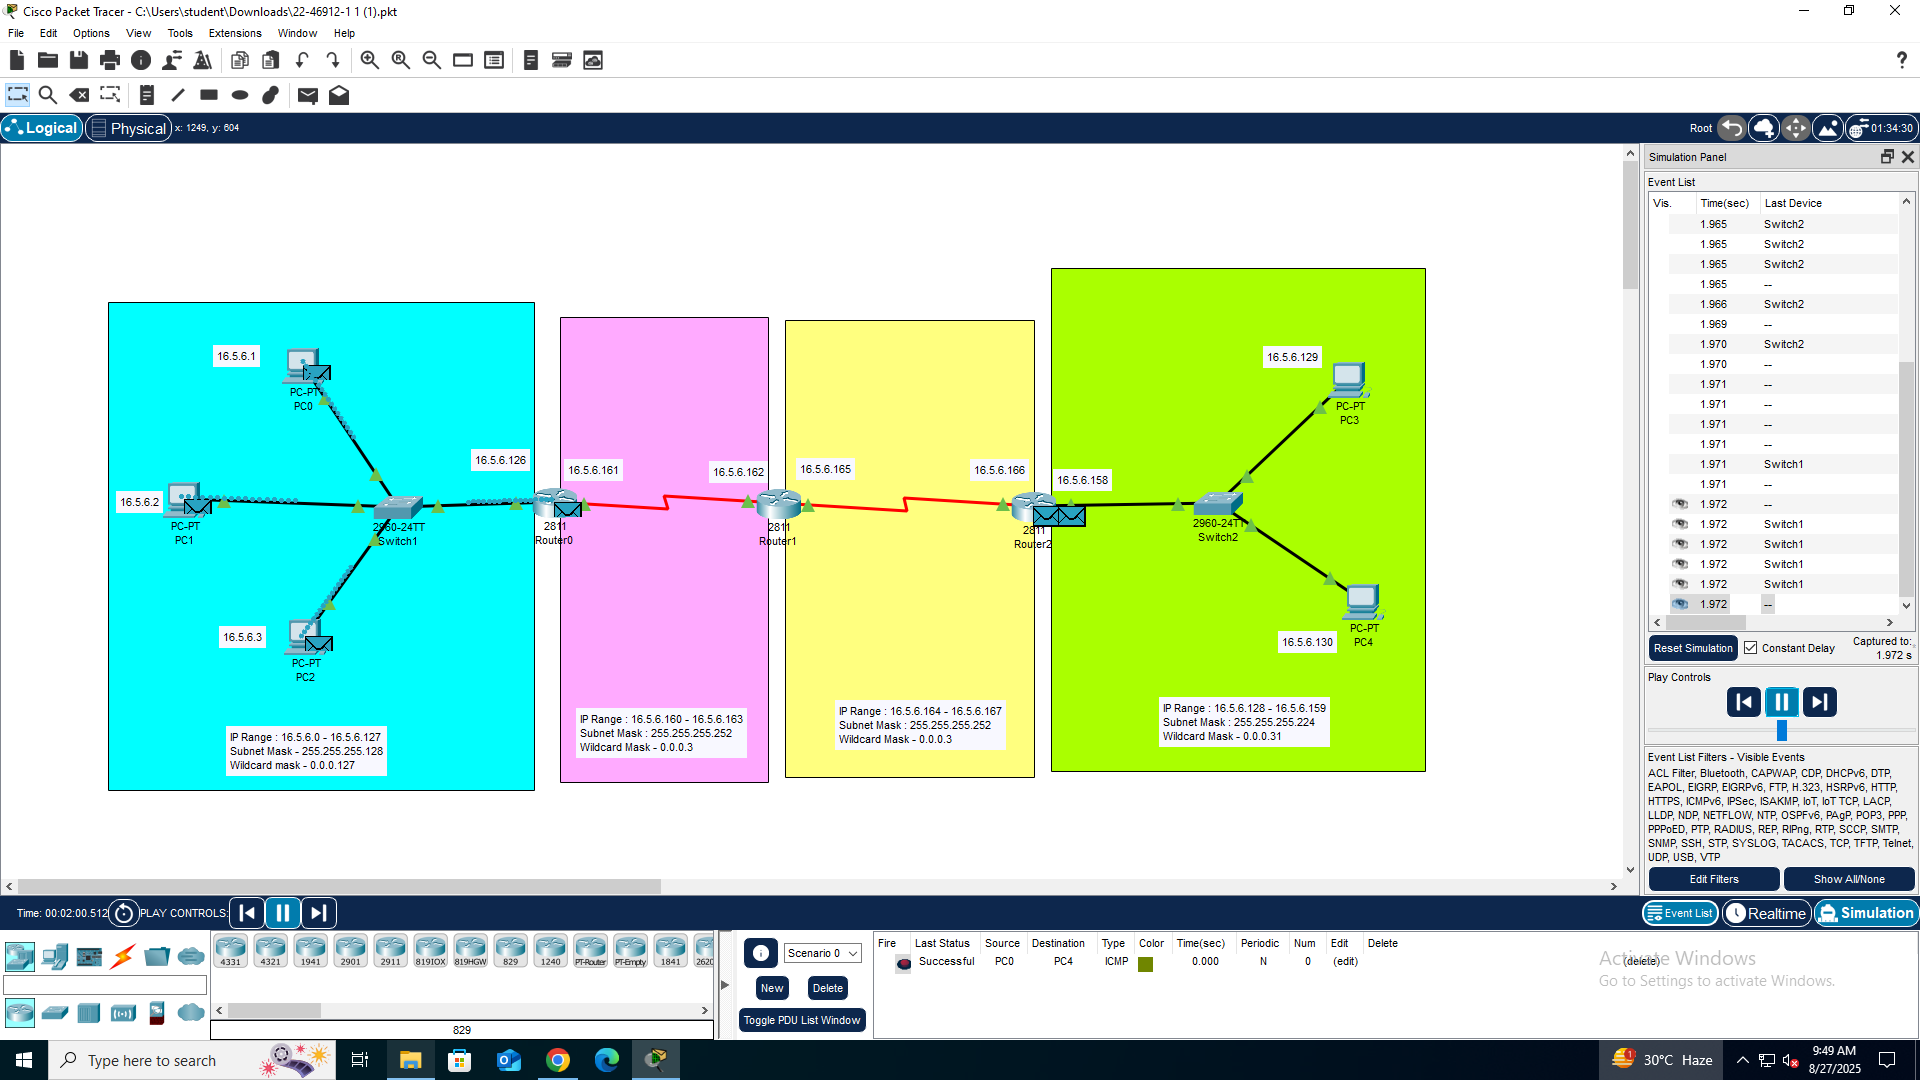 Cisco Packet Tracer - C:\Users\student\Downloads\22-46912-1 1 (1).pkt
File Edit Options View Tools Extensions Window Help
Logical Physical x: 1249, y: 604 Root 01:34:30
Simulation Panel
Event List
Vis. Time(sec) Last Device
1.965 Switch2
1.965 Switch2
1.965 Switch2
1.965 --
1.966 Switch2
1.969 --
1.970 Switch2
1.970 --
1.971 --
1.971 --
1.971 --
1.971 --
1.971 Switch1
1.971 --
1.972 --
1.972 Switch1
1.972 Switch1
1.972 Switch1
1.972 Switch1
1.972 --
Reset Simulation Constant Delay Captured to:
1.972 s
Play Controls
Event List Filters - Visible Events
ACL Filter, Bluetooth, CAPWAP, CDP, DHCPv6, DTP,
EAPOL, EIGRP, EIGRPv6, FTP, H.323, HSRPv6, HTTP,
HTTPS, ICMPv6, IPSec, ISAKMP, IoT, IoT TCP, LACP,
LLDP, NDP, NETFLOW, NTP, OSPFv6, PAgP, POP3, PPP,
PPPoED, PTP, RADIUS, REP, RIPng, RTP, SCCP, SMTP,
SNMP, SSH, STP, SYSLOG, TACACS, TCP, TFTP, Telnet,
UDP, USB, VTP
Edit Filters Show All/None
16.5.6.1
PC-PT
PC0
16.5.6.2
PC-PT
PC1
16.5.6.3
PC-PT
PC2
2960-24TT
Switch1
16.5.6.126
2811
Router0
IP Range : 16.5.6.0 - 16.5.6.127
Subnet Mask - 255.255.255.128
Wildcard mask - 0.0.0.127
16.5.6.161
16.5.6.162
2811
Router1
IP Range : 16.5.6.160 - 16.5.6.163
Subnet Mask : 255.255.255.252
Wildcard Mask - 0.0.0.3
16.5.6.165
16.5.6.166
2811
Router2
IP Range : 16.5.6.164 - 16.5.6.167
Subnet Mask : 255.255.255.252
Wildcard Mask - 0.0.0.3
16.5.6.158
2960-24TT
Switch2
16.5.6.129
PC-PT
PC3
16.5.6.130
PC-PT
PC4
IP Range : 16.5.6.128 - 16.5.6.159
Subnet Mask : 255.255.255.224
Wildcard Mask - 0.0.0.31
Time: 00:02:00.512 PLAY CONTROLS: Event List Realtime Simulation
4331 4321 1941 2901 2911 819IOX 819HGW 829 1240 PT-Router PT-Empty 1841 2620
829
Scenario 0
New Delete
Toggle PDU List Window
Fire Last Status Source Destination Type Color Time(sec) Periodic Num Edit Delete
Successful PC0 PC4 ICMP 0.000 N 0 (edit) (delete)
Activate Windows
Go to Settings to activate Windows.
Type here to search
1 30°C Haze
9:49 AM
8/27/2025